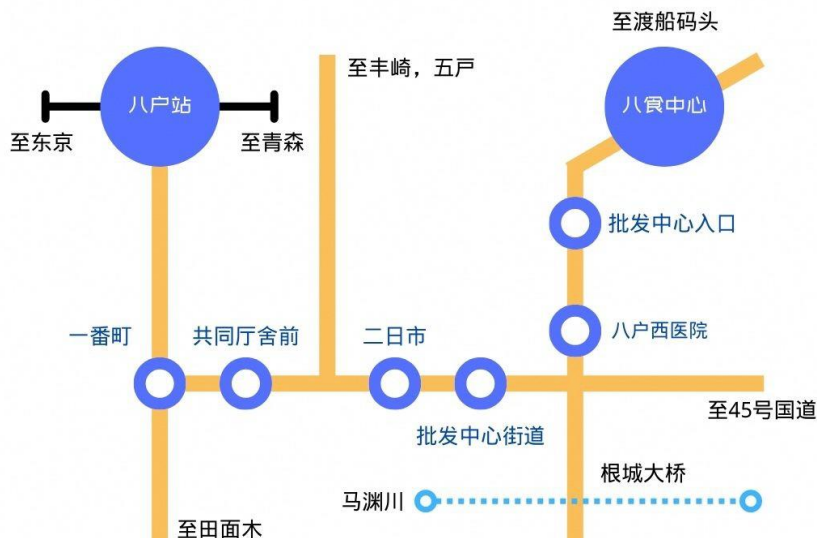 至渡船码头
至丰崎，五戸
八户站
八食中心
至东京
至青森
批发中心入口
一番町
共同厅舍前
二日市
八户西医院
至45号国道
批发中心街道
根城大桥
马渊川
至田面木